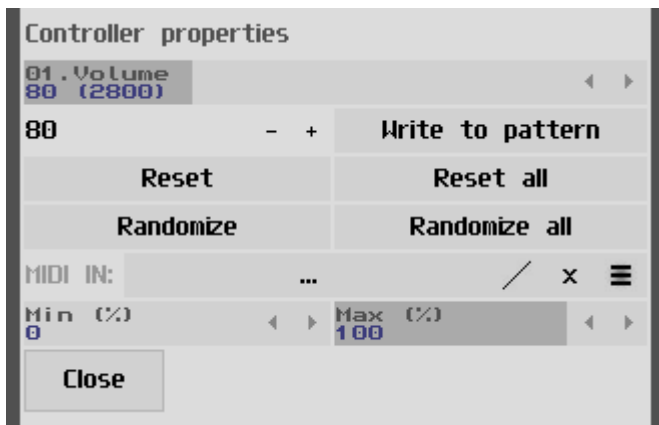 Controller properties
01.Volume
80 (2800)
80 - + Write to pattern
Reset Reset all
Randomize Randomize all
MIDI IN: ... / x ≡
Min (%) Max (%)
0 100
Close